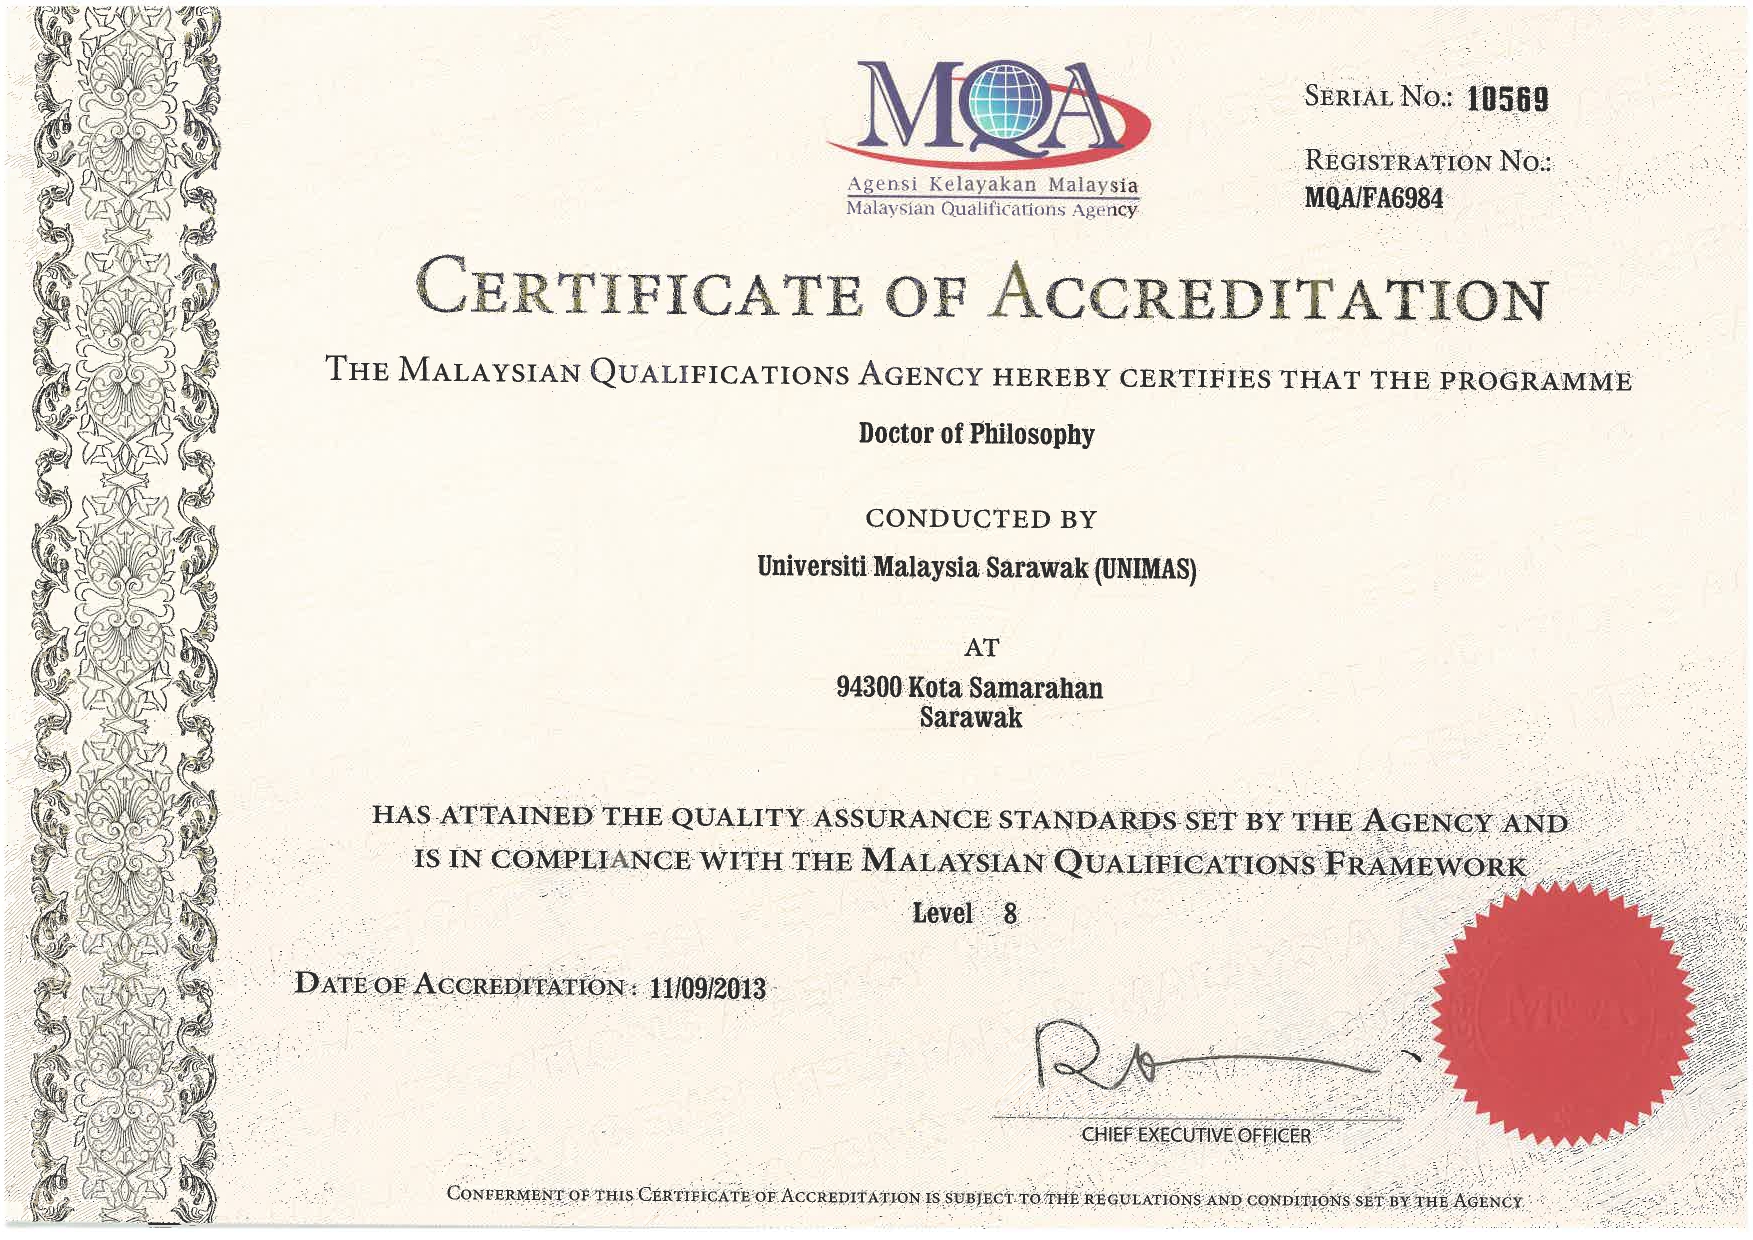 MQA
Agensi Kelayakan Malaysia
Malaysian Qualifications Agency
SERIAL NO.: 10569
REGISTRATION NO.:
MQA/FA6984
CERTIFICATE OF ACCREDITATION
THE MALAYSIAN QUALIFICATIONS AGENCY HEREBY CERTIFIES THAT THE PROGRAMME
Doctor of Philosophy
CONDUCTED BY
Universiti Malaysia Sarawak (UNIMAS)
AT
94300 Kota Samarahan
Sarawak
HAS ATTAINED THE QUALITY ASSURANCE STANDARDS SET BY THE AGENCY AND
IS IN COMPLIANCE WITH THE MALAYSIAN QUALIFICATIONS FRAMEWORK
Level 8
DATE OF ACCREDITATION : 11/09/2013
CHIEF EXECUTIVE OFFICER
CONFERMENT OF THIS CERTIFICATE OF ACCREDITATION IS SUBJECT TO THE REGULATIONS AND CONDITIONS SET BY THE AGENCY